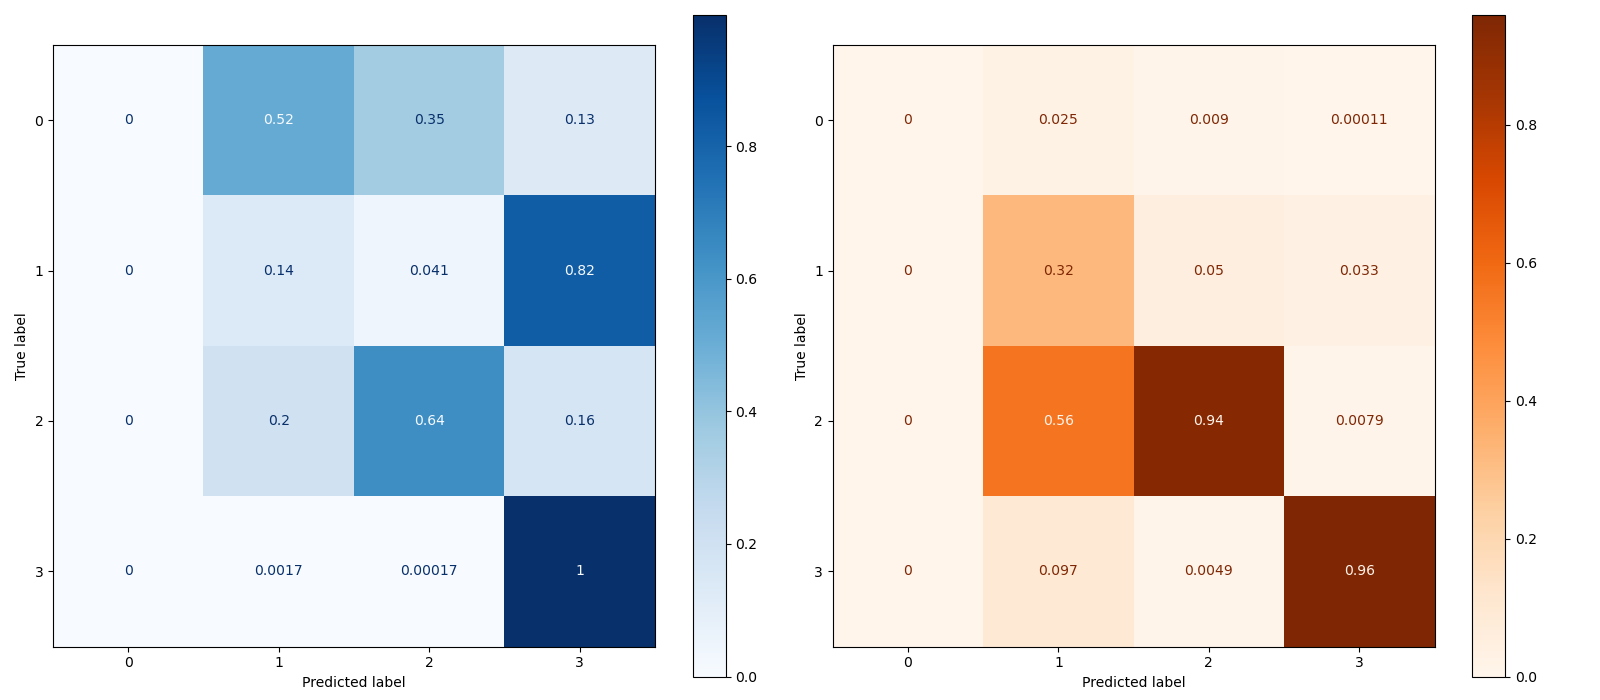 0 0 0.52 0.35 0.13
1 0 0.14 0.041 0.82
2 0 0.2 0.64 0.16
3 0 0.0017 0.00017 1
0 1 2 3
Predicted label
True label
0.8
0.6
0.4
0.2
0.0
0 0 0.025 0.009 0.00011
1 0 0.32 0.05 0.033
2 0 0.56 0.94 0.0079
3 0 0.097 0.0049 0.96
0 1 2 3
Predicted label
True label
0.8
0.6
0.4
0.2
0.0